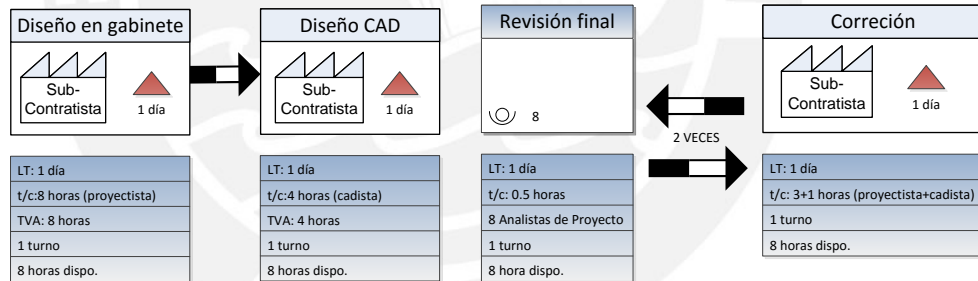 Diseño en gabinete
Sub-
Contratista
1 día
LT: 1 día
t/c:8 horas (proyectista)
TVA: 8 horas
1 turno
8 horas dispo.
Diseño CAD
Sub-
Contratista
1 día
LT: 1 día
t/c:4 horas (cadista)
TVA: 4 horas
1 turno
8 horas dispo.
Revisión final
8
LT: 1 día
t/c: 0.5 horas
8 Analistas de Proyecto
1 turno
8 hora dispo.
2 VECES
Correción
Sub-
Contratista
1 día
LT: 1 día
t/c: 3+1 horas (proyectista+cadista)
1 turno
8 horas dispo.